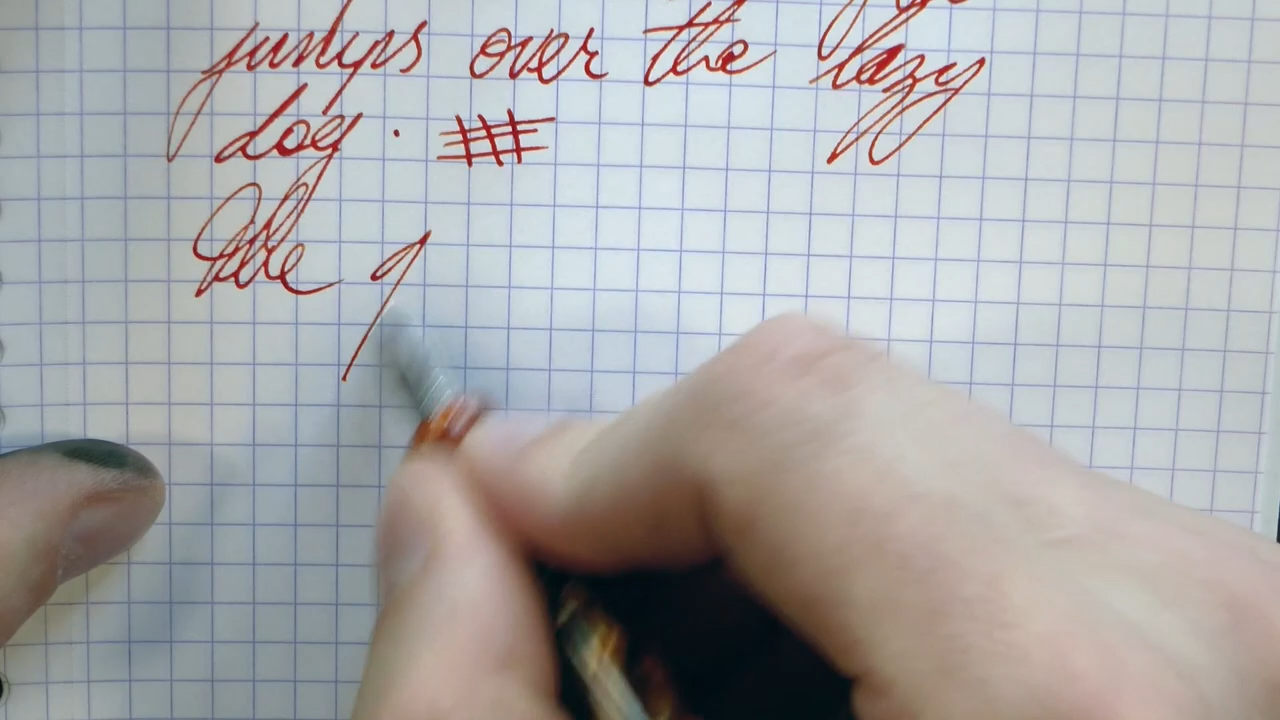 jumps over the lazy
dog. ###
The q